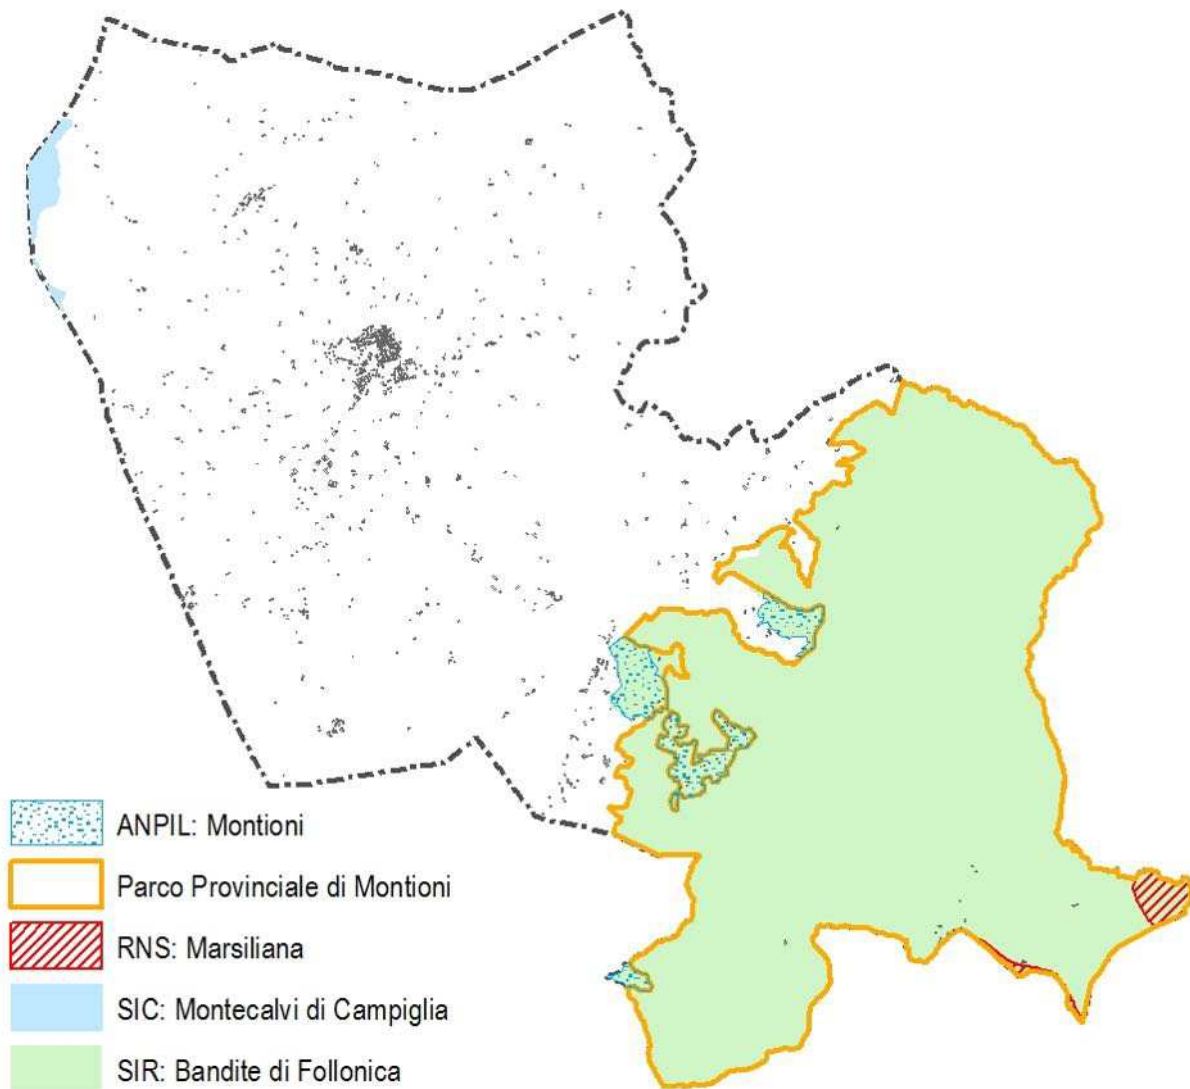 ANPIL: Montioni
Parco Provinciale di Montioni
RNS: Marsiliana
SIC: Montecalvi di Campiglia
SIR: Bandite di Follonica